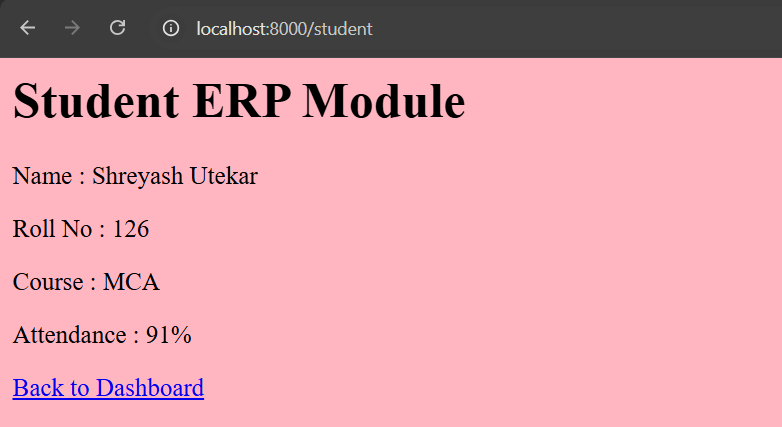 localhost:8000/student
Student ERP Module
Name : Shreyash Utekar
Roll No : 126
Course : MCA
Attendance : 91%
Back to Dashboard